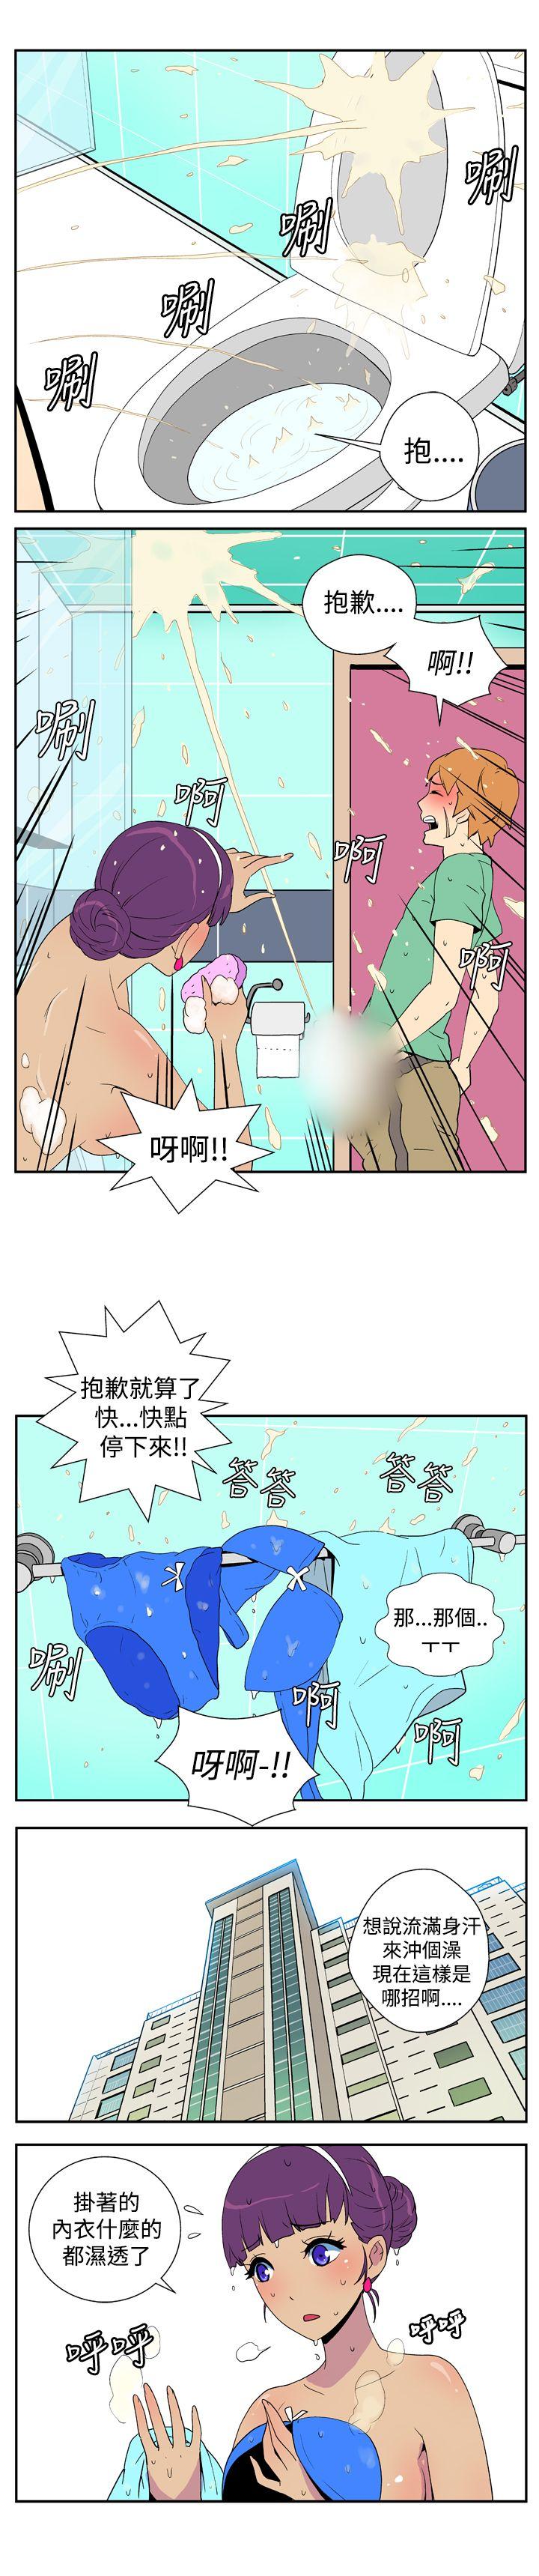 唰
唰
唰
唰
抱....
抱歉....
啊!!
唰
啊
啊
啊
呀啊!!
抱歉就算了
快...快點
停下來!!
答答
答答
那...那個..
ㅜㅜ
唰
啊
啊
呀啊-!!
想說流滿身汗
來沖個澡
現在這樣是
哪招啊....
掛著的
內衣什麼的
都濕透了
呼呼
呼呼